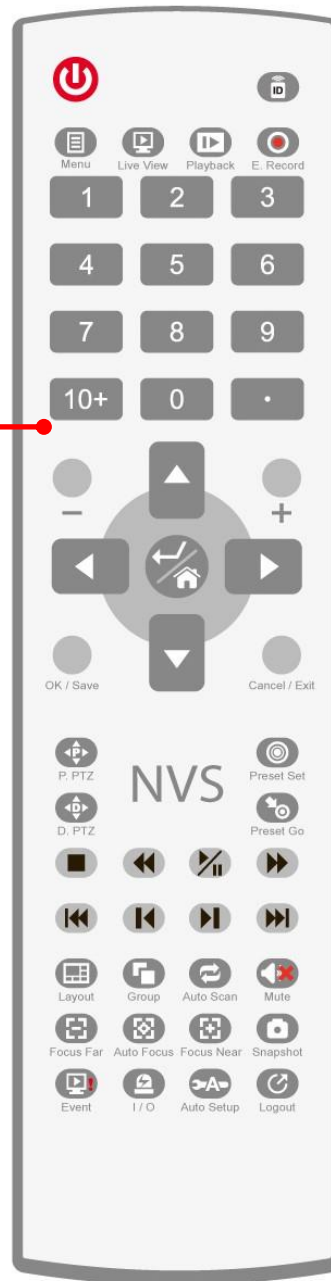 ID
Menu Live View Playback E. Record
1 2 3
4 5 6
7 8 9
10+ 0 .
− +
OK / Save Cancel / Exit
P
P. PTZ NVS Preset Set
D
D. PTZ Preset Go
Layout Group Auto Scan Mute
Focus Far Auto Focus Focus Near Snapshot
A
Event I / O Auto Setup Logout